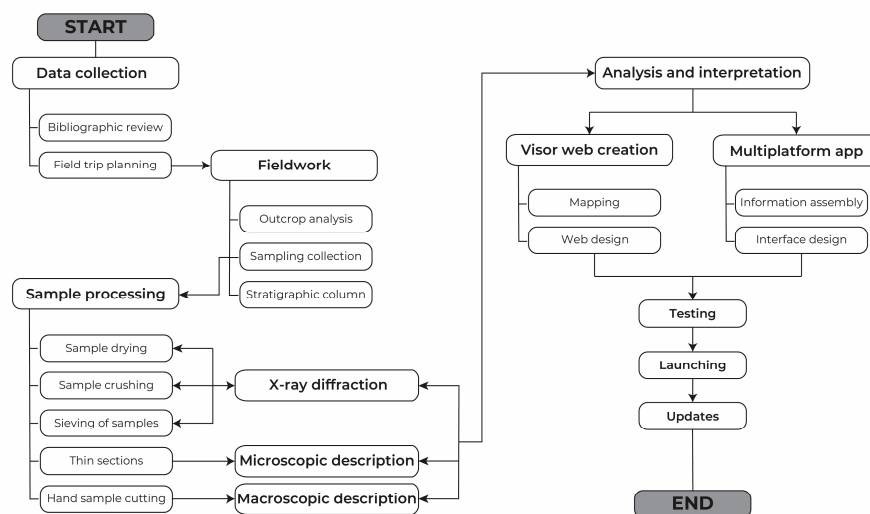 START
Data collection
Bibliographic review
Field trip planning
Fieldwork
Outcrop analysis
Sampling collection
Stratigraphic column
Sample processing
Sample drying
Sample crushing
Sieving of samples
Thin sections
Hand sample cutting
X-ray diffraction
Microscopic description
Macroscopic description
Analysis and interpretation
Visor web creation
Mapping
Web design
Multiplatform app
Information assembly
Interface design
Testing
Launching
Updates
END